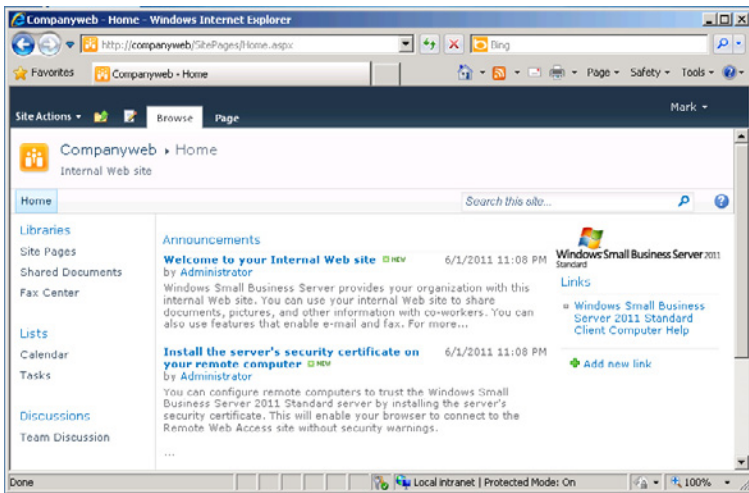 Companyweb - Home - Windows Internet Explorer
http://companyweb/SitePages/Home.aspx
Bing
Favorites
Companyweb - Home
Page
Safety
Tools
Site Actions
Browse
Page
Mark
Companyweb
Home
Internal Web site
Home
Search this site...
Libraries
Site Pages
Shared Documents
Fax Center
Lists
Calendar
Tasks
Discussions
Team Discussion
Announcements
Welcome to your Internal Web site NEW 6/1/2011 11:08 PM
by Administrator
Windows Small Business Server provides your organization with this
internal Web site. You can use your internal Web site to share
documents, pictures, and other information with co-workers. You can
also use features that enable e-mail and fax. For more...
Install the server's security certificate on 6/1/2011 11:08 PM
your remote computer NEW
by Administrator
You can configure remote computers to trust the Windows Small
Business Server 2011 Standard server by installing the server's
security certificate. This will enable your browser to connect to the
Remote Web Access site without security warnings.
...
Windows Small Business Server 2011
Standard
Links
Windows Small Business
Server 2011 Standard
Client Computer Help
Add new link
Done
Local intranet | Protected Mode: On
100%